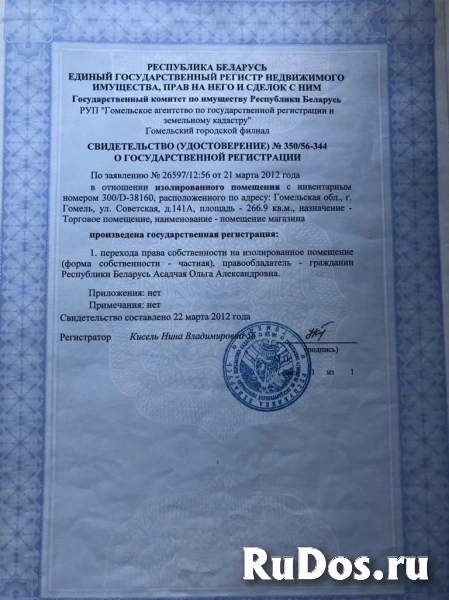 РЕСПУБЛИКА БЕЛАРУСЬ
ЕДИНЫЙ ГОСУДАРСТВЕННЫЙ РЕГИСТР НЕДВИЖИМОГО
ИМУЩЕСТВА, ПРАВ НА НЕГО И СДЕЛОК С НИМ
Государственный комитет по имуществу Республики Беларусь
РУП "Гомельское агентство по государственной регистрации и
земельному кадастру"
Гомельский городской филиал
СВИДЕТЕЛЬСТВО (УДОСТОВЕРЕНИЕ) № 350/56-344
О ГОСУДАРСТВЕННОЙ РЕГИСТРАЦИИ
По заявлению № 26597/12:56 от 21 марта 2012 года
в отношении изолированного помещения с инвентарным
номером 300/D-38160, расположенного по адресу: Гомельская обл., г.
Гомель, ул. Советская, д.141А, площадь - 266.9 кв.м., назначение -
Торговое помещение, наименование - помещение магазина
произведена государственная регистрация:
1. перехода права собственности на изолированное помещение
(форма собственности - частная), правообладатель - гражданин
Республики Беларусь Асадчая Ольга Александровна.
Приложения: нет
Примечания: нет
Свидетельство составлено 22 марта 2012 года
Регистратор Кисель Нина Владимировна
(подпись)
1 из 1
RuDos.ru